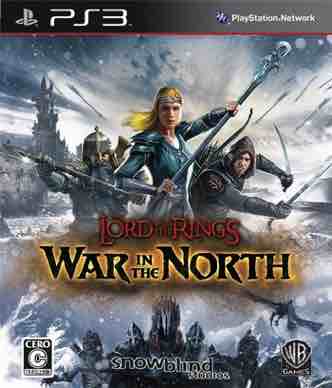 PS3
PlayStation®Network
THE
LORD OF THE RINGS
WAR IN THE NORTH
CERO
C
snowblind
studios
WB
GAMES